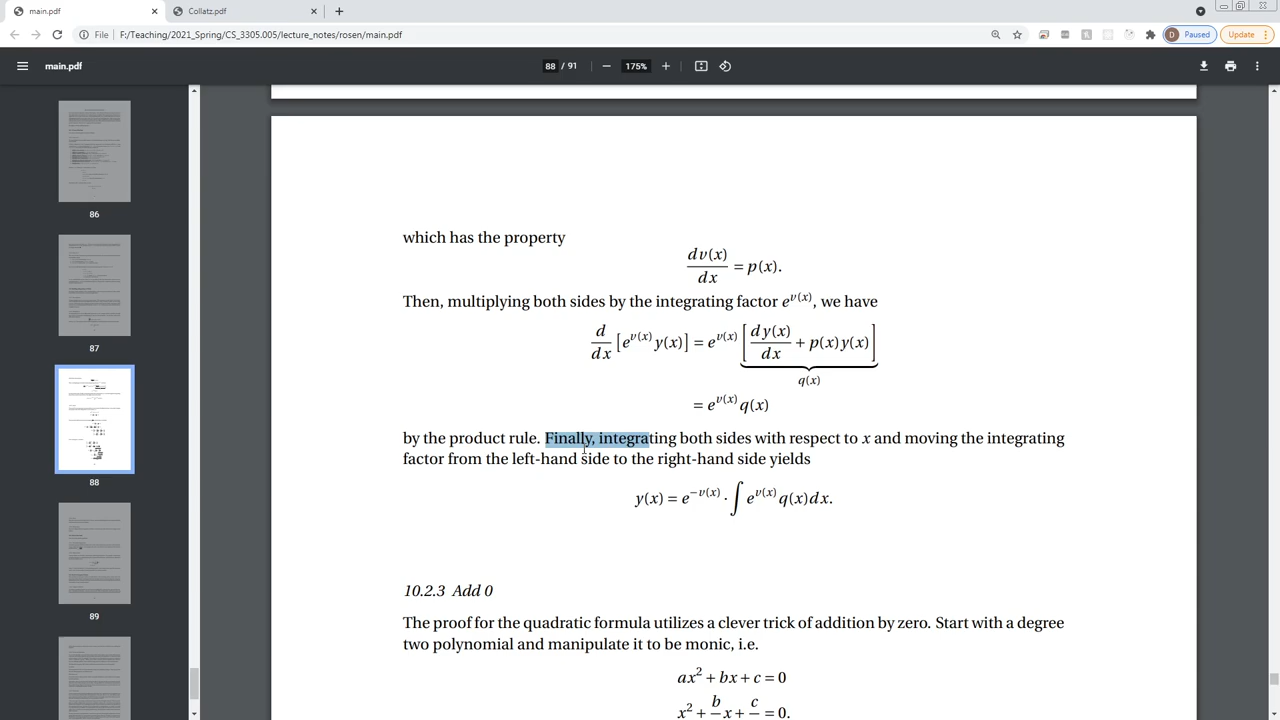 main.pdf
Collatz.pdf
File F:/Teaching/2021_Spring/CS_3305.005/lecture_notes/rosen/main.pdf
D Paused Update
main.pdf 88 / 91 175%
86
87
88
89
which has the property
dν(x)/dx = p(x).
Then, multiplying both sides by the integrating factor e^ν(x), we have
d/dx [e^ν(x) y(x)] = e^ν(x) [dy(x)/dx + p(x)y(x)]
q(x)
= e^ν(x) q(x)
by the product rule. Finally, integrating both sides with respect to x and moving the integrating
factor from the left-hand side to the right-hand side yields
y(x) = e^−ν(x) · ∫ e^ν(x) q(x)dx.
10.2.3 Add 0
The proof for the quadratic formula utilizes a clever trick of addition by zero. Start with a degree
two polynomial and manipulate it to be monic, i.e.
ax² + bx + c = 0
x² + b/a x + c/a = 0.